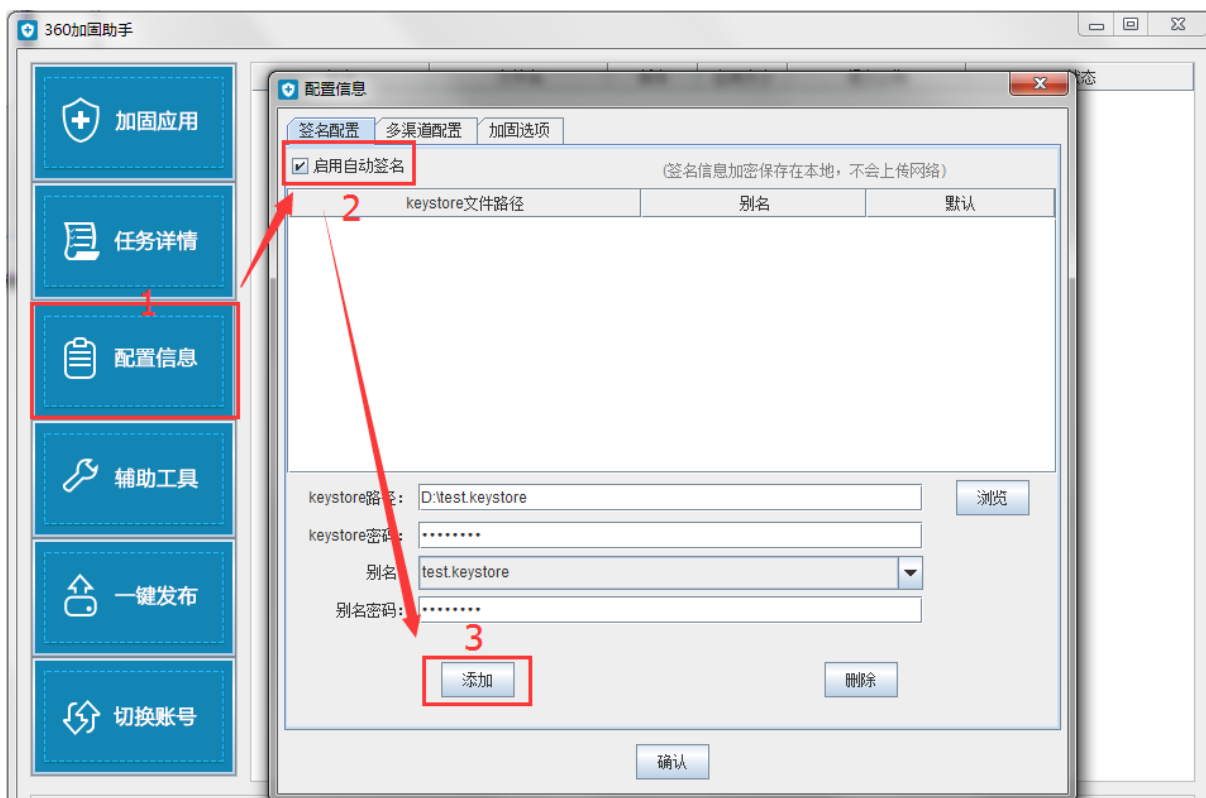 360加固助手
加固应用
任务详情
1
配置信息
辅助工具
一键发布
切换账号
状态
配置信息
签名配置 多渠道配置 加固选项
启用自动签名 (签名信息加密保存在本地，不会上传网络)
2
keystore文件路径 别名 默认
keystore路径： D:\test.keystore 浏览
keystore密码： ••••••••
别名 test.keystore
别名密码： ••••••••
3
添加 删除
确认